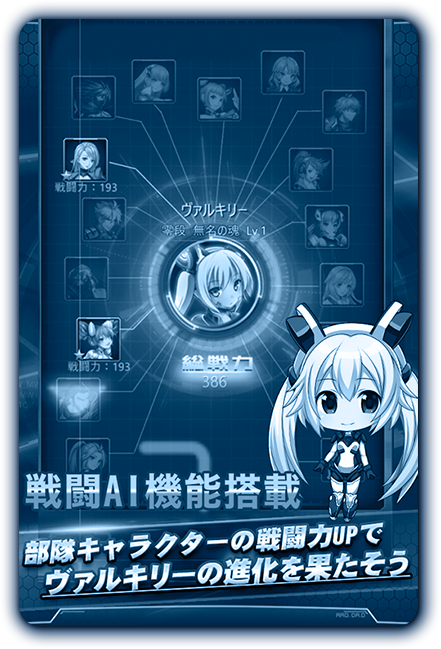 戦闘力:193
ヴァルキリー
零段 無名の魂 Lv.1
戦闘力:193
総戦力
386
戦闘AI機能搭載
部隊キャラクターの戦闘力UPで
ヴァルキリーの進化を果たそう